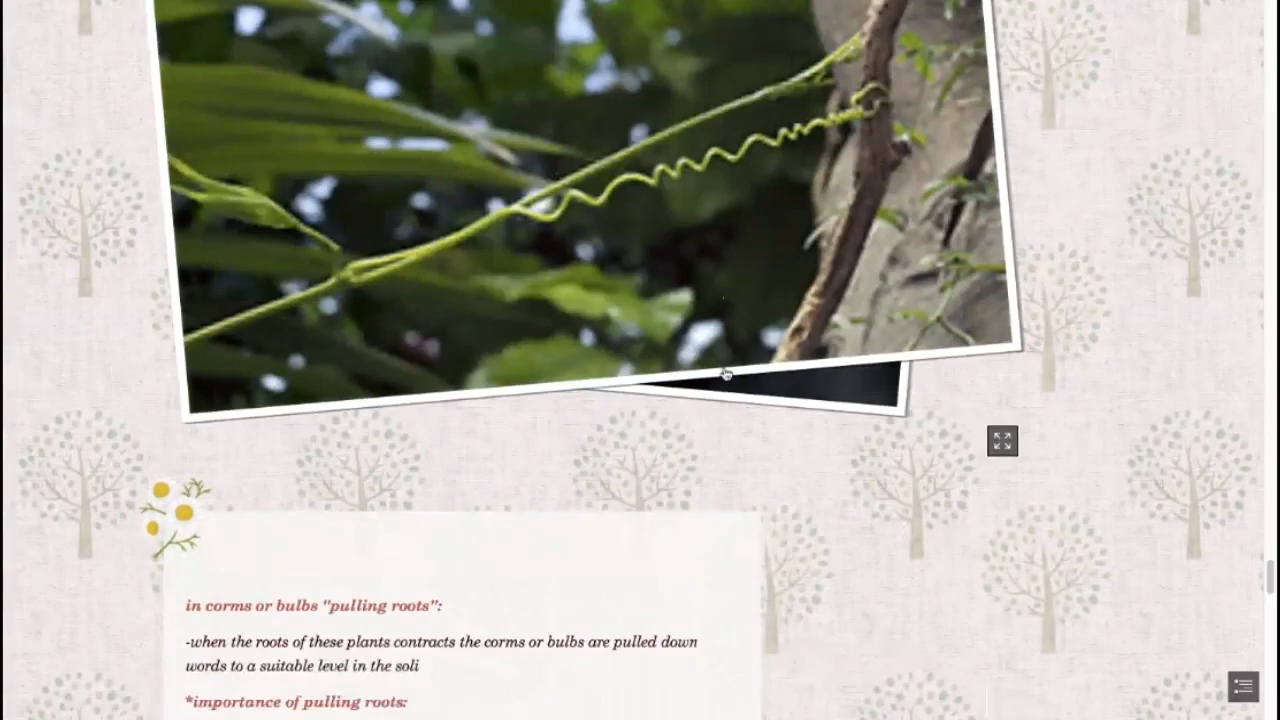 in corms or bulbs "pulling roots":
-when the roots of these plants contracts the corms or bulbs are pulled down
words to a suitable level in the soli
*importance of pulling roots: